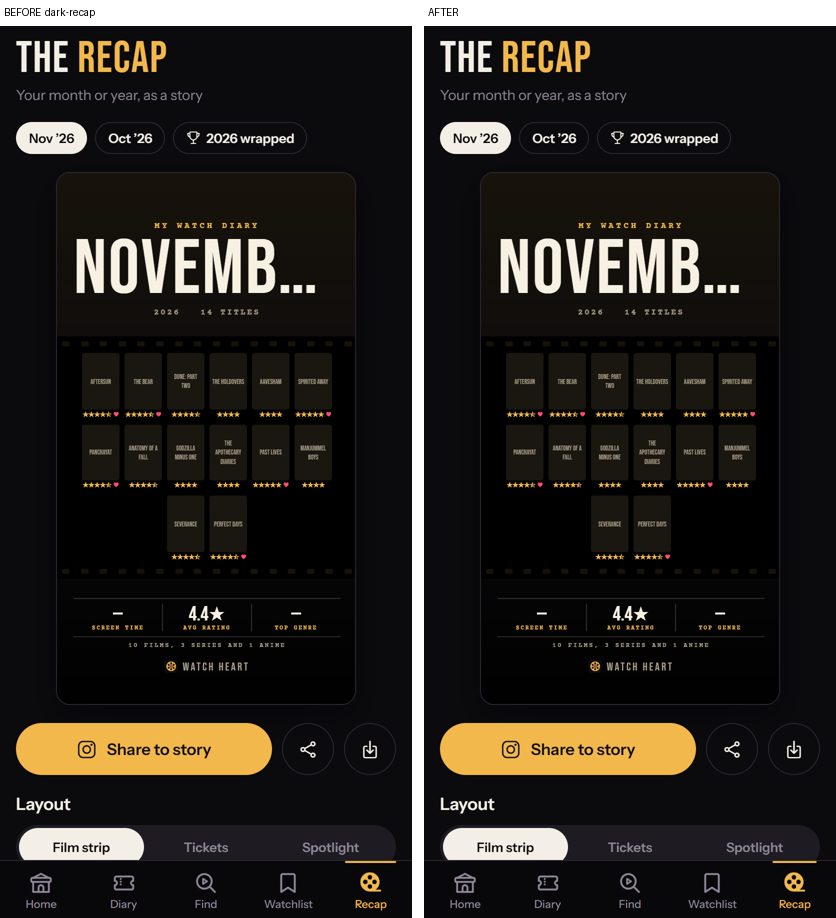 BEFORE dark-recap
THE RECAP
Your month or year, as a story
Nov ’26 Oct ’26 2026 wrapped
MY WATCH DIARY
NOVEMB...
2026 14 TITLES
AFTERSUN THE BEAR DUNE: PART TWO THE HOLDOVERS AAVESHAM SPIRITED AWAY
PANCHAYAT ANATOMY OF A FALL GODZILLA MINUS ONE THE APOTHECARY DIARIES PAST LIVES MANJUMMEL BOYS
SEVERANCE PERFECT DAYS
– 4.4★ –
SCREEN TIME AVG RATING TOP GENRE
10 FILMS, 3 SERIES AND 1 ANIME
WATCH HEART
Share to story
Layout
Film strip Tickets Spotlight
Home Diary Find Watchlist Recap
AFTER
THE RECAP
Your month or year, as a story
Nov ’26 Oct ’26 2026 wrapped
MY WATCH DIARY
NOVEMB...
2026 14 TITLES
AFTERSUN THE BEAR DUNE: PART TWO THE HOLDOVERS AAVESHAM SPIRITED AWAY
PANCHAYAT ANATOMY OF A FALL GODZILLA MINUS ONE THE APOTHECARY DIARIES PAST LIVES MANJUMMEL BOYS
SEVERANCE PERFECT DAYS
– 4.4★ –
SCREEN TIME AVG RATING TOP GENRE
10 FILMS, 3 SERIES AND 1 ANIME
WATCH HEART
Share to story
Layout
Film strip Tickets Spotlight
Home Diary Find Watchlist Recap